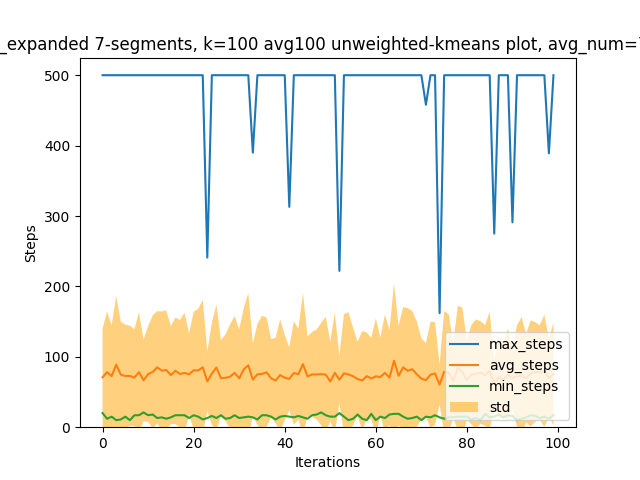 _expanded 7-segments, k=100 avg100 unweighted-kmeans plot, avg_num=
500
400
300
200
100
0
Steps
0
20
40
60
80
100
Iterations
max_steps
avg_steps
min_steps
std